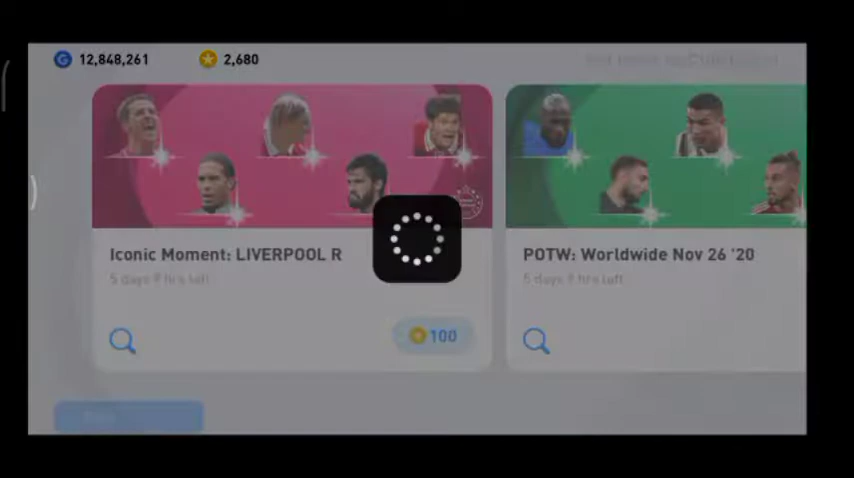 12,848,261
2,680
Iconic Moment: LIVERPOOL R
5 days 9 hrs left
100
POTW: Worldwide Nov 26 '20
5 days 9 hrs left